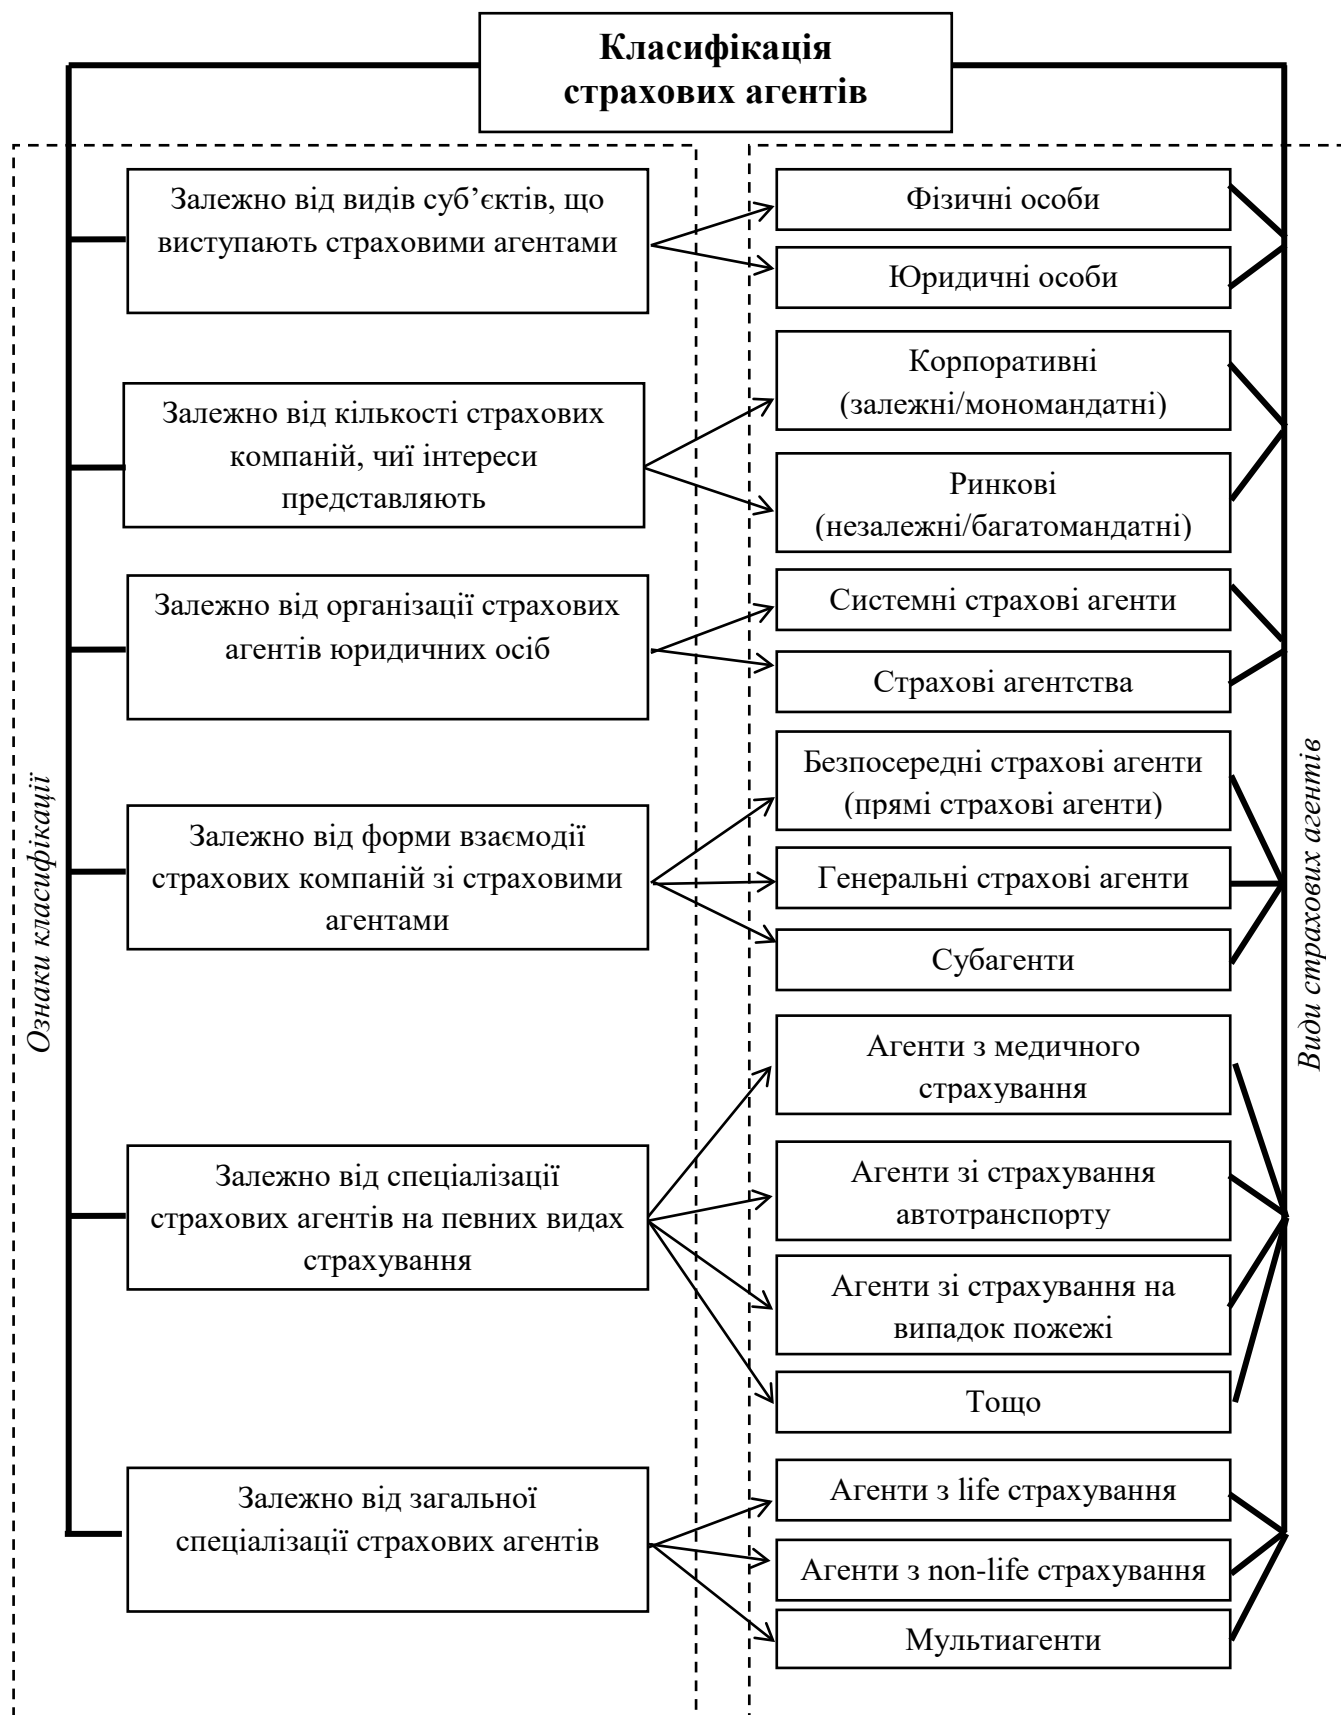 Класифікація
страхових агентів
Залежно від видів суб’єктів, що
виступають страховими агентами
Фізичні особи
Юридичні особи
Залежно від кількості страхових
компаній, чиї інтереси
представляють
Корпоративні
(залежні/мономандатні)
Ринкові
(незалежні/багатомандатні)
Залежно від організації страхових
агентів юридичних осіб
Системні страхові агенти
Страхові агентства
Залежно від форми взаємодії
страхових компаній зі страховими
агентами
Безпосередні страхові агенти
(прямі страхові агенти)
Генеральні страхові агенти
Субагенти
Залежно від спеціалізації
страхових агентів на певних видах
страхування
Агенти з медичного
страхування
Агенти зі страхування
автотранспорту
Агенти зі страхування на
випадок пожежі
Тощо
Залежно від загальної
спеціалізації страхових агентів
Агенти з life страхування
Агенти з non-life страхування
Мультиагенти
Ознаки класифікації
Види страхових агентів